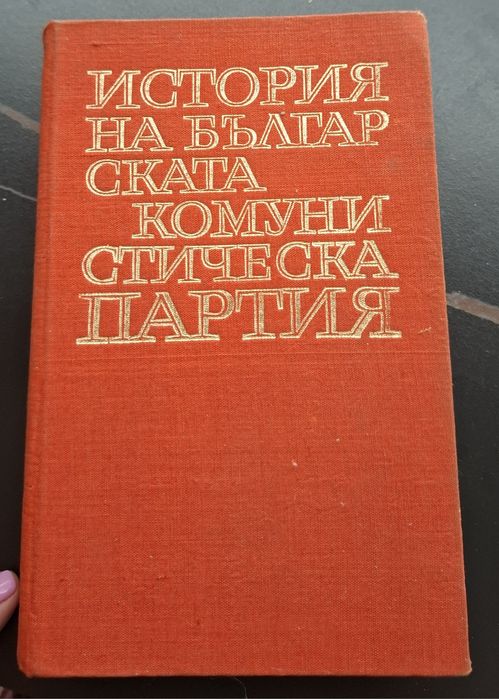 ИСТОРИЯ
НА БЪЛГАР
СКАТА
КОМУНИ
СТИЧЕСКА
ПАРТИЯ